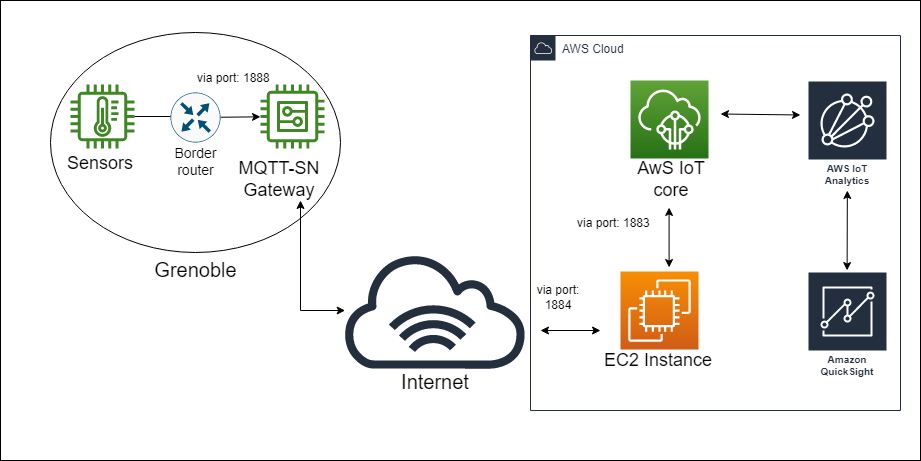 via port: 1888
Sensors
Border
router
MQTT-SN
Gateway
Grenoble
Internet
AWS Cloud
AwS IoT
core
AWS IoT
Analytics
via port: 1883
via port:
1884
EC2 Instance
Amazon
QuickSight